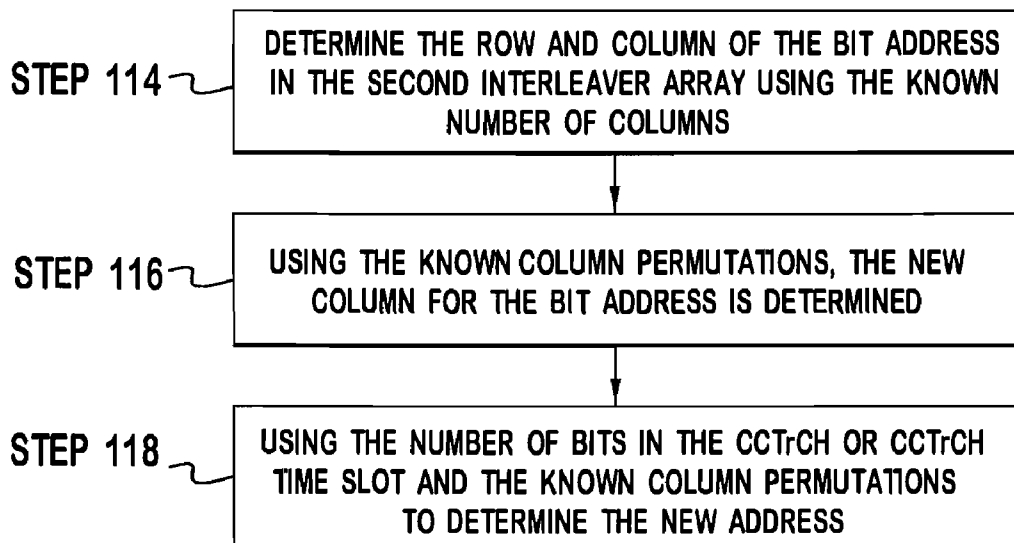 STEP 114
DETERMINE THE ROW AND COLUMN OF THE BIT ADDRESS
IN THE SECOND INTERLEAVER ARRAY USING THE KNOWN
NUMBER OF COLUMNS
STEP 116
USING THE KNOWN COLUMN PERMUTATIONS, THE NEW
COLUMN FOR THE BIT ADDRESS IS DETERMINED
STEP 118
USING THE NUMBER OF BITS IN THE CCTrCH OR CCTrCH
TIME SLOT AND THE KNOWN COLUMN PERMUTATIONS
TO DETERMINE THE NEW ADDRESS